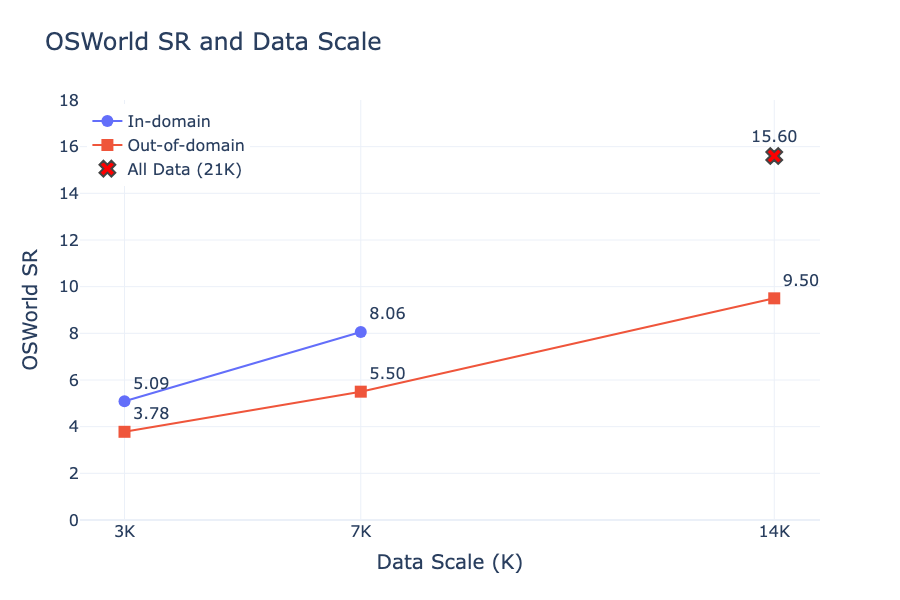 OSWorld SR and Data Scale
18
16
14
12
10
8
6
4
2
0
OSWorld SR
In-domain
Out-of-domain
All Data (21K)
15.60
9.50
8.06
5.50
5.09
3.78
3K
7K
14K
Data Scale (K)